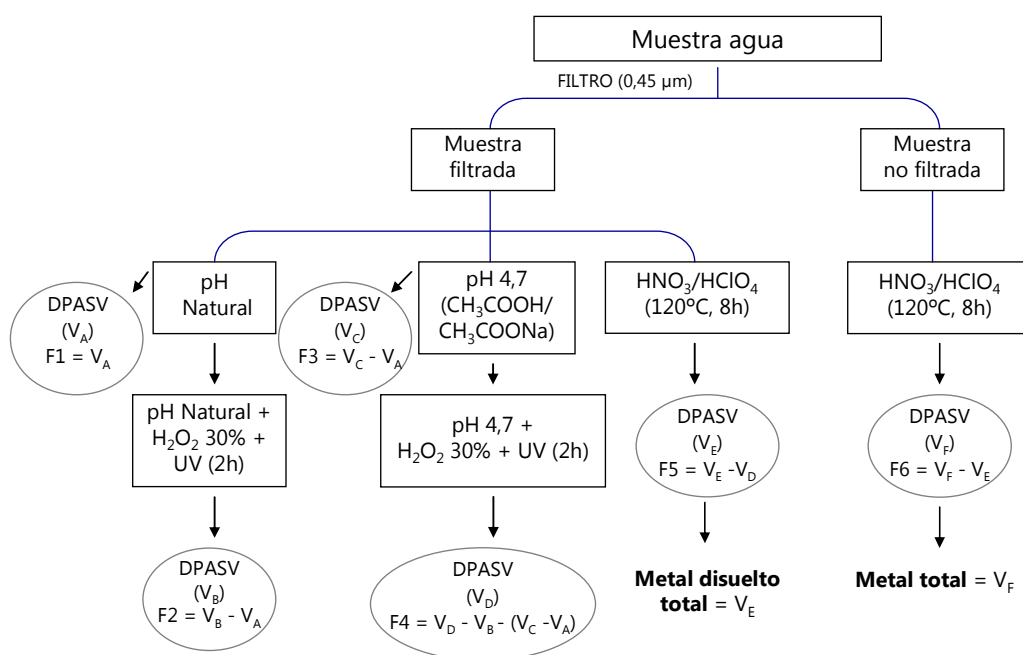 Muestra agua
FILTRO (0,45 µm)
Muestra
filtrada
Muestra
no filtrada
pH
Natural
DPASV
(V_A)
F1 = V_A
pH 4,7
(CH₃COOH/
CH₃COONa)
DPASV
(V_C)
F3 = V_C - V_A
HNO₃/HClO₄
(120ºC, 8h)
HNO₃/HClO₄
(120ºC, 8h)
pH Natural +
H₂O₂ 30% +
UV (2h)
pH 4,7 +
H₂O₂ 30% + UV (2h)
DPASV
(V_E)
F5 = V_E -V_D
DPASV
(V_F)
F6 = V_F - V_E
DPASV
(V_B)
F2 = V_B - V_A
DPASV
(V_D)
F4 = V_D - V_B - (V_C -V_A)
Metal disuelto
total = V_E
Metal total = V_F